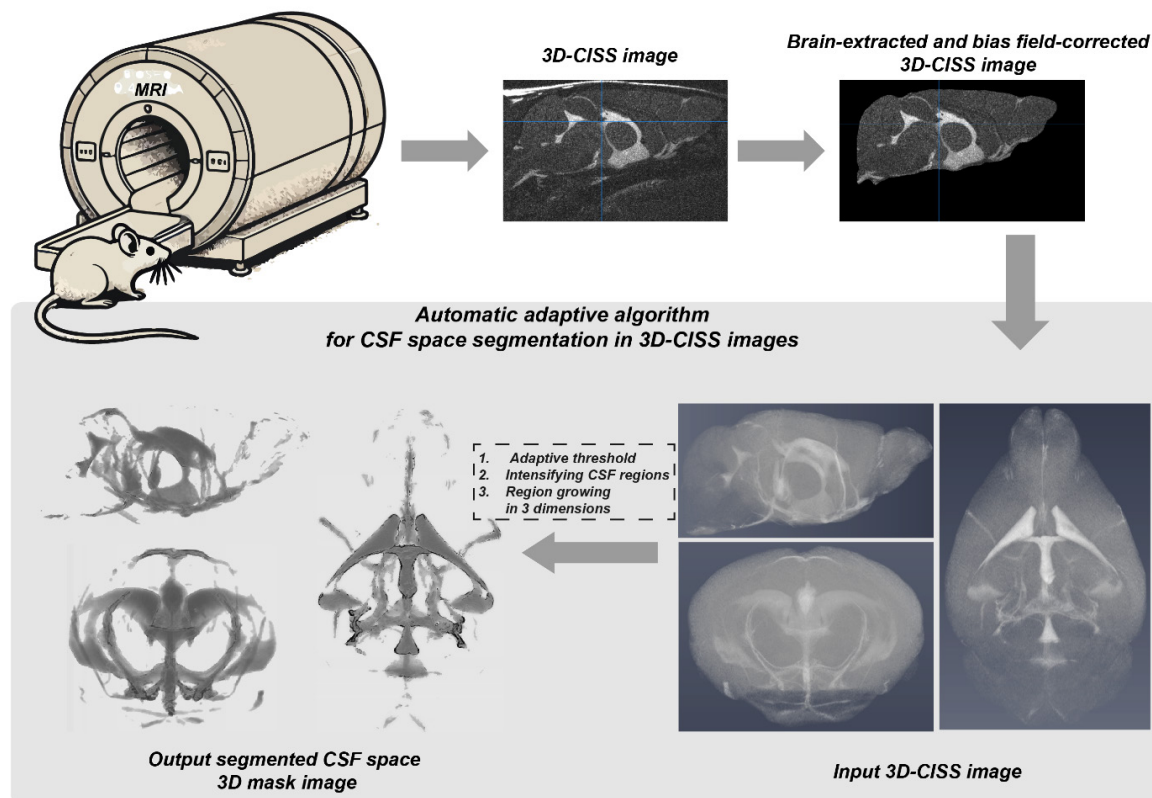 MRI
3D-CISS image
Brain-extracted and bias field-corrected
3D-CISS image
Automatic adaptive algorithm
for CSF space segmentation in 3D-CISS images
1. Adaptive threshold
2. Intensifying CSF regions
3. Region growing
in 3 dimensions
Output segmented CSF space
3D mask image
Input 3D-CISS image